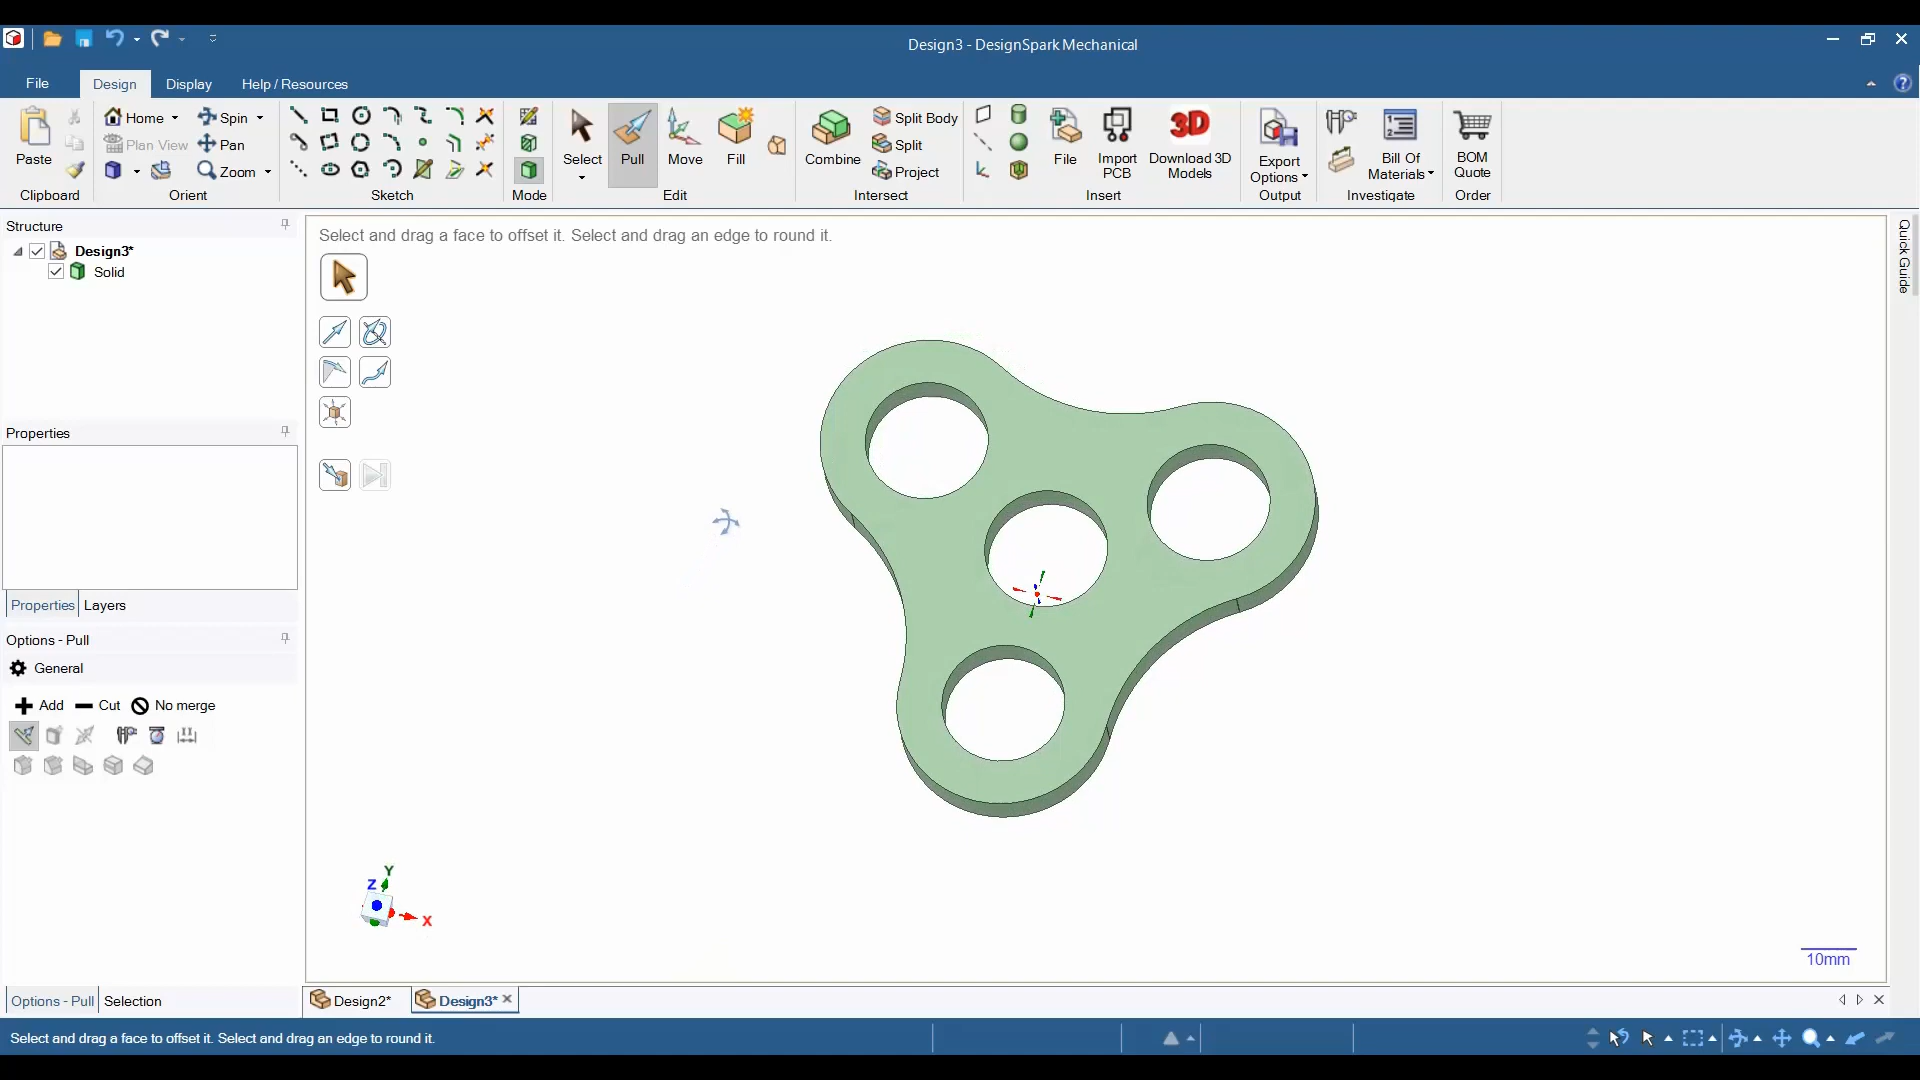 Design3 - DesignSpark Mechanical
File Design Display Help / Resources
Paste
Home Spin
Plan View Pan
Zoom
Select Pull Move Fill
Combine
Split Body
Split
Project
File Import PCB Download 3D Models
3D
Export Options
Bill Of Materials
BOM Quote
Clipboard Orient Sketch Mode Edit Intersect Insert Output Investigate Order
Structure
Design3*
Solid
Select and drag a face to offset it. Select and drag an edge to round it.
Quick Guide
Properties
Properties Layers
Options - Pull
General
Add Cut No merge
Y
Z
X
10mm
Options - Pull Selection
Design2* Design3*
Select and drag a face to offset it. Select and drag an edge to round it.